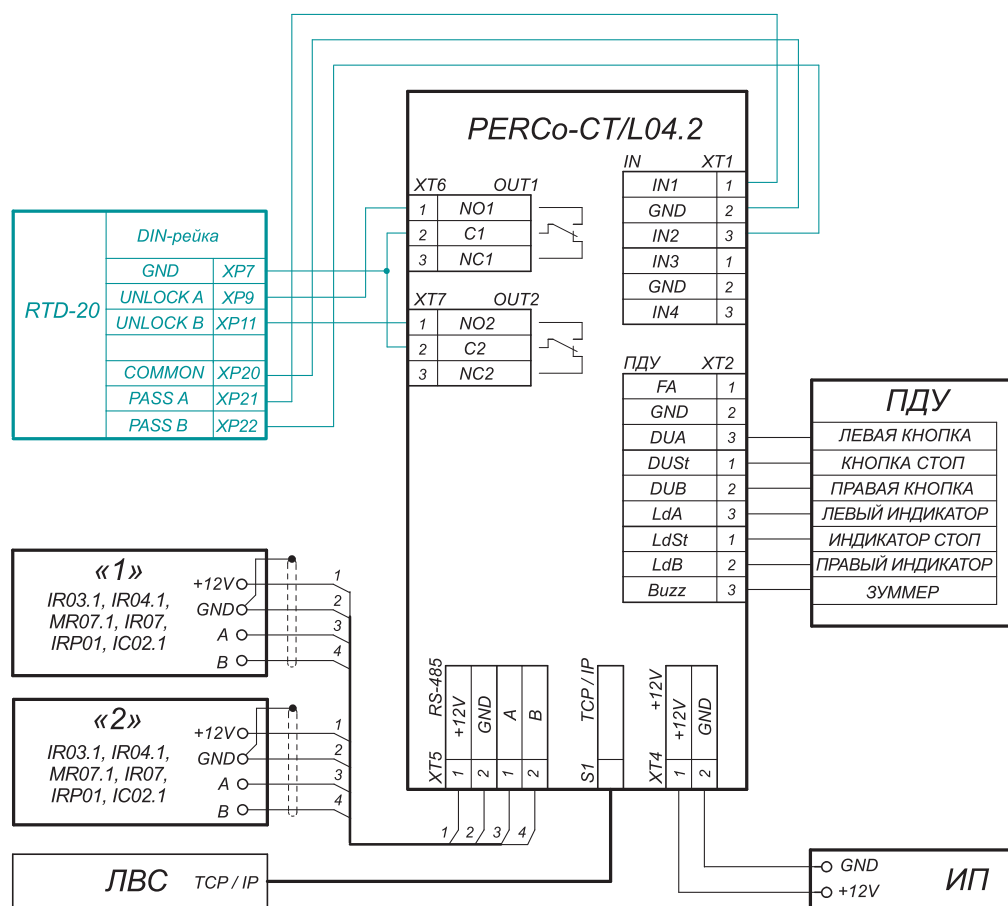 PERCo-CT/L04.2
IN XT1
IN1 1
GND 2
IN2 3
IN3 1
GND 2
IN4 3
XT6 OUT1
1 NO1
2 C1
3 NC1
XT7 OUT2
1 NO2
2 C2
3 NC2
RTD-20
DIN-рейка
GND XP7
UNLOCK A XP9
UNLOCK B XP11
COMMON XP20
PASS A XP21
PASS B XP22
ПДУ XT2
FA 1
GND 2
DUA 3
DUSt 1
DUB 2
LdA 3
LdSt 1
LdB 2
Buzz 3
ПДУ
ЛЕВАЯ КНОПКА
КНОПКА СТОП
ПРАВАЯ КНОПКА
ЛЕВЫЙ ИНДИКАТОР
ИНДИКАТОР СТОП
ПРАВЫЙ ИНДИКАТОР
ЗУММЕР
«1»
IR03.1, IR04.1,
MR07.1, IR07,
IRP01, IC02.1
+12V 1
GND 2
A 3
B 4
«2»
IR03.1, IR04.1,
MR07.1, IR07,
IRP01, IC02.1
+12V 1
GND 2
A 3
B 4
XT5 RS-485
1 +12V
2 GND
1 A
2 B
1 2 3 4
S1 TCP / IP
XT4 +12V
1 +12V
2 GND
ЛВС TCP / IP
ИП
GND
+12V